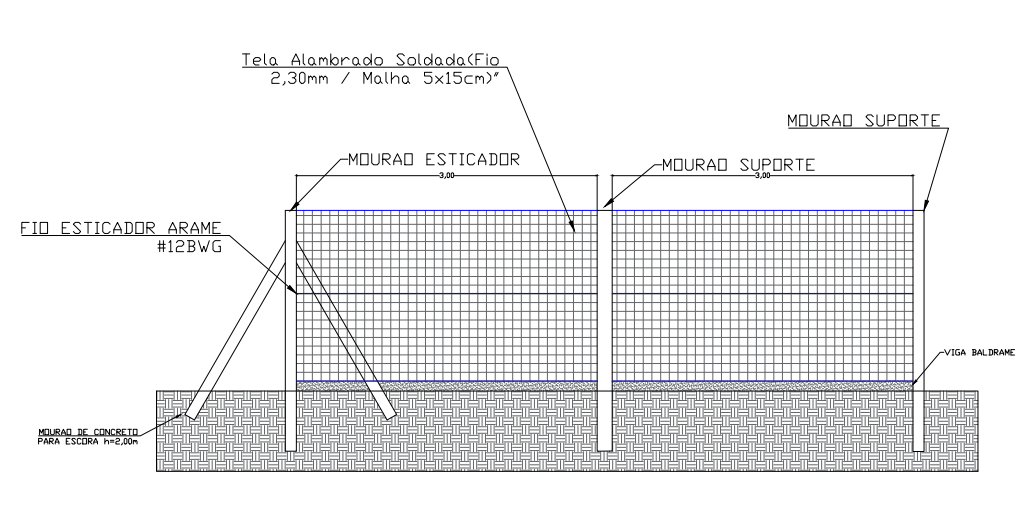 Tela Alambrado Soldada(Fio
2,30mm / Malha 5x15cm)"
MOURAO SUPORTE
MOURAO ESTICADOR
MOURAO SUPORTE
3,00
3,00
FIO ESTICADOR ARAME
#12BWG
VIGA BALDRAME
MOURAO DE CONCRETO
PARA ESCORA h=2,00m